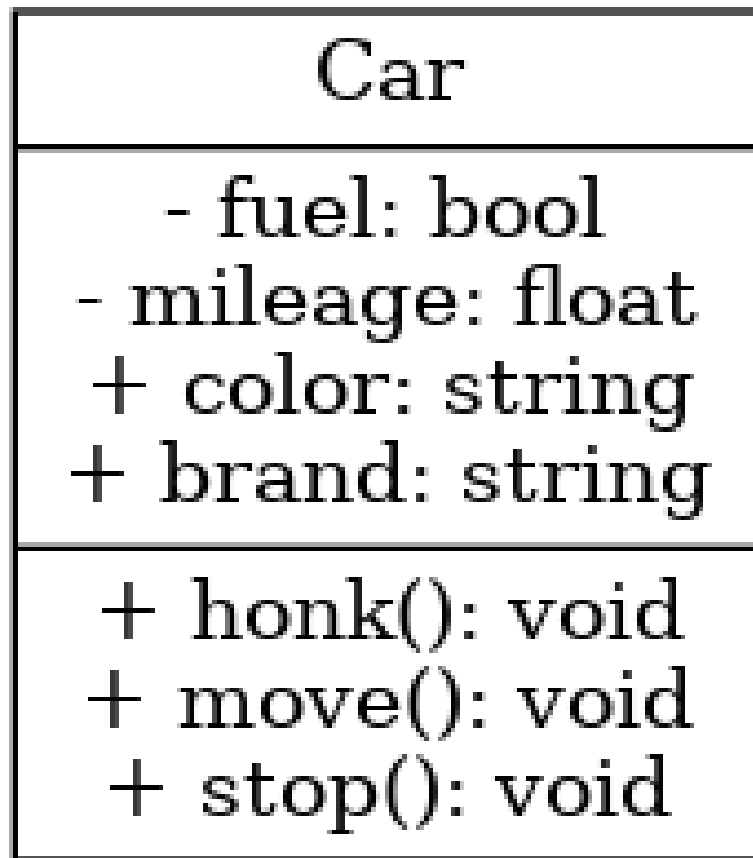 Car
- fuel: bool
- mileage: float
+ color: string
+ brand: string
+ honk(): void
+ move(): void
+ stop(): void